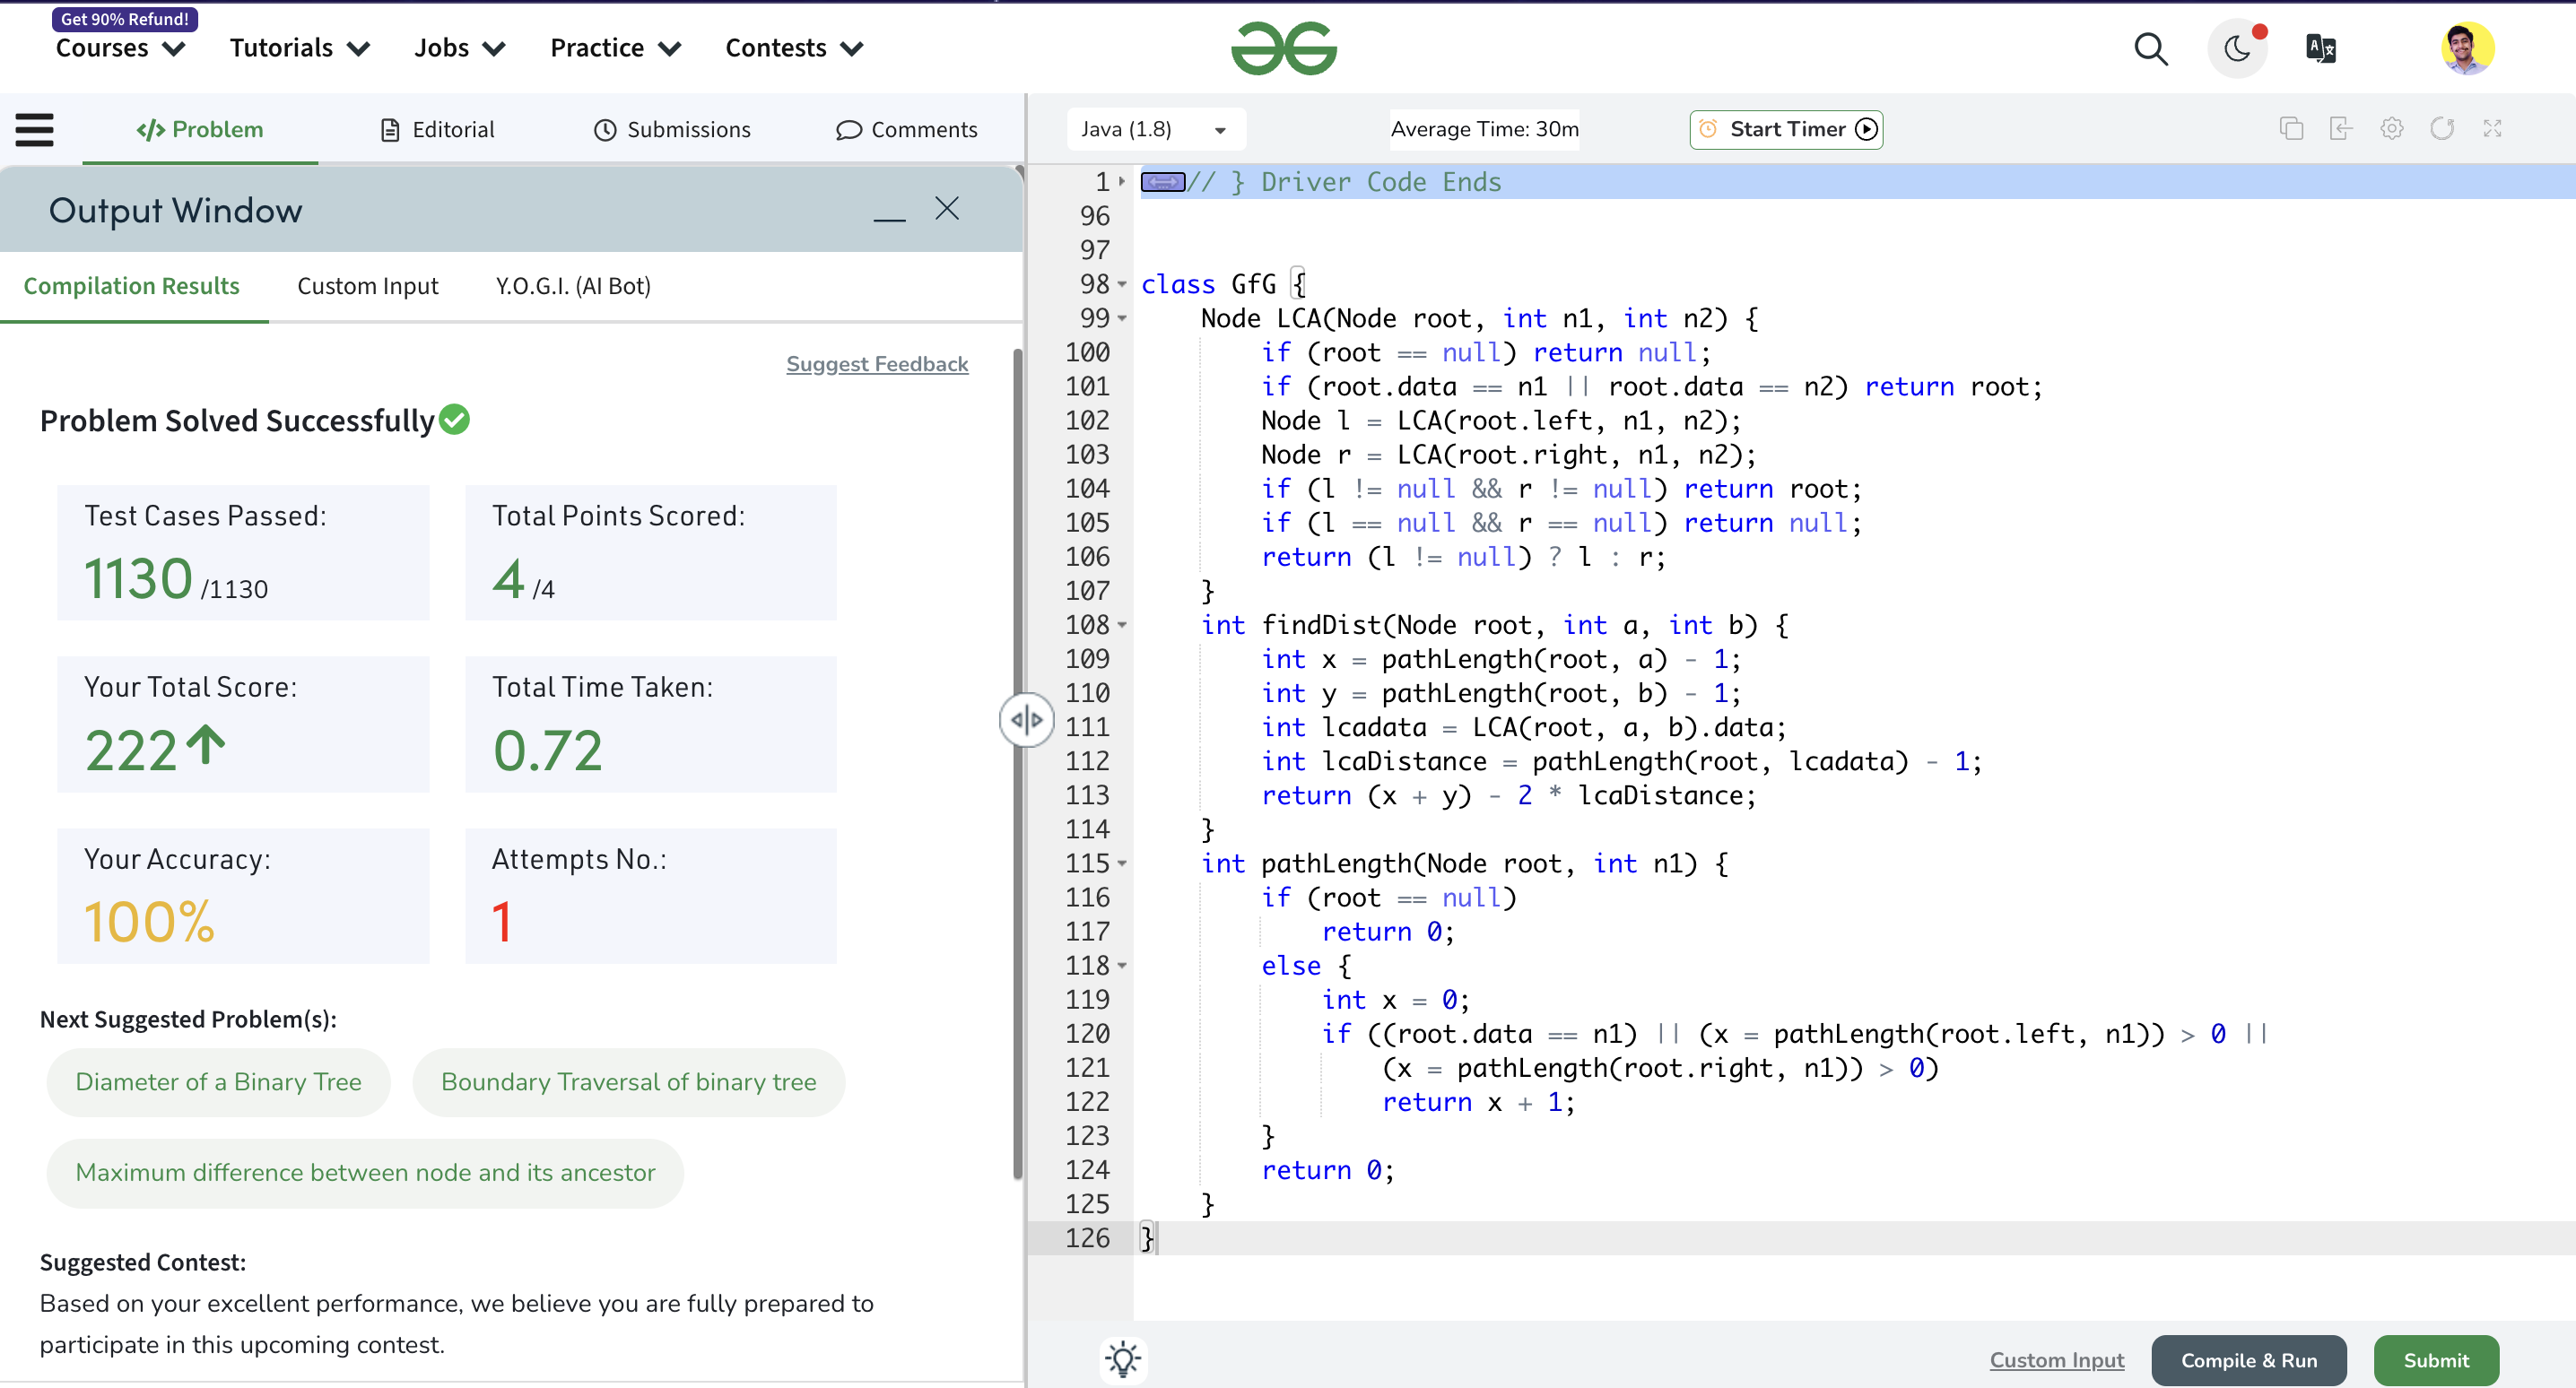 Get 90% Refund!
Courses Tutorials Jobs Practice Contests
Problem Editorial Submissions Comments
Output Window
Compilation Results Custom Input Y.O.G.I. (AI Bot)
Suggest Feedback
Problem Solved Successfully
Test Cases Passed: Total Points Scored:
1130 /1130 4 /4
Your Total Score: Total Time Taken:
222 0.72
Your Accuracy: Attempts No.:
100% 1
Next Suggested Problem(s):
Diameter of a Binary Tree Boundary Traversal of binary tree
Maximum difference between node and its ancestor
Suggested Contest:
Based on your excellent performance, we believe you are fully prepared to
participate in this upcoming contest.
Java (1.8) Average Time: 30m Start Timer
1 // } Driver Code Ends
96
97
98 class GfG {
99 Node LCA(Node root, int n1, int n2) {
100 if (root == null) return null;
101 if (root.data == n1 || root.data == n2) return root;
102 Node l = LCA(root.left, n1, n2);
103 Node r = LCA(root.right, n1, n2);
104 if (l != null && r != null) return root;
105 if (l == null && r == null) return null;
106 return (l != null) ? l : r;
107 }
108 int findDist(Node root, int a, int b) {
109 int x = pathLength(root, a) - 1;
110 int y = pathLength(root, b) - 1;
111 int lcadata = LCA(root, a, b).data;
112 int lcaDistance = pathLength(root, lcadata) - 1;
113 return (x + y) - 2 * lcaDistance;
114 }
115 int pathLength(Node root, int n1) {
116 if (root == null)
117 return 0;
118 else {
119 int x = 0;
120 if ((root.data == n1) || (x = pathLength(root.left, n1)) > 0 ||
121 (x = pathLength(root.right, n1)) > 0)
122 return x + 1;
123 }
124 return 0;
125 }
126 }
Custom Input Compile & Run Submit